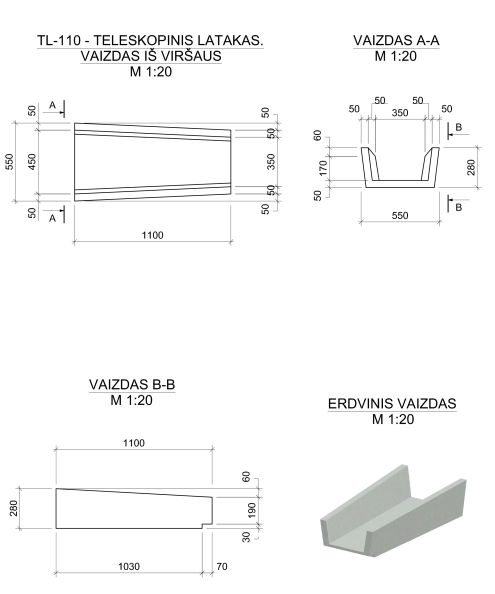 TL-110 - TELESKOPINIS LATAKAS.
VAIZDAS IŠ VIRŠAUS
M 1:20
A
50
550
450
50
A
50
50
350
50
50
1100
VAIZDAS A-A
M 1:20
50
50
350
50
50
B
60
170
50
280
B
550
VAIZDAS B-B
M 1:20
1100
60
280
190
30
1030
70
ERDVINIS VAIZDAS
M 1:20